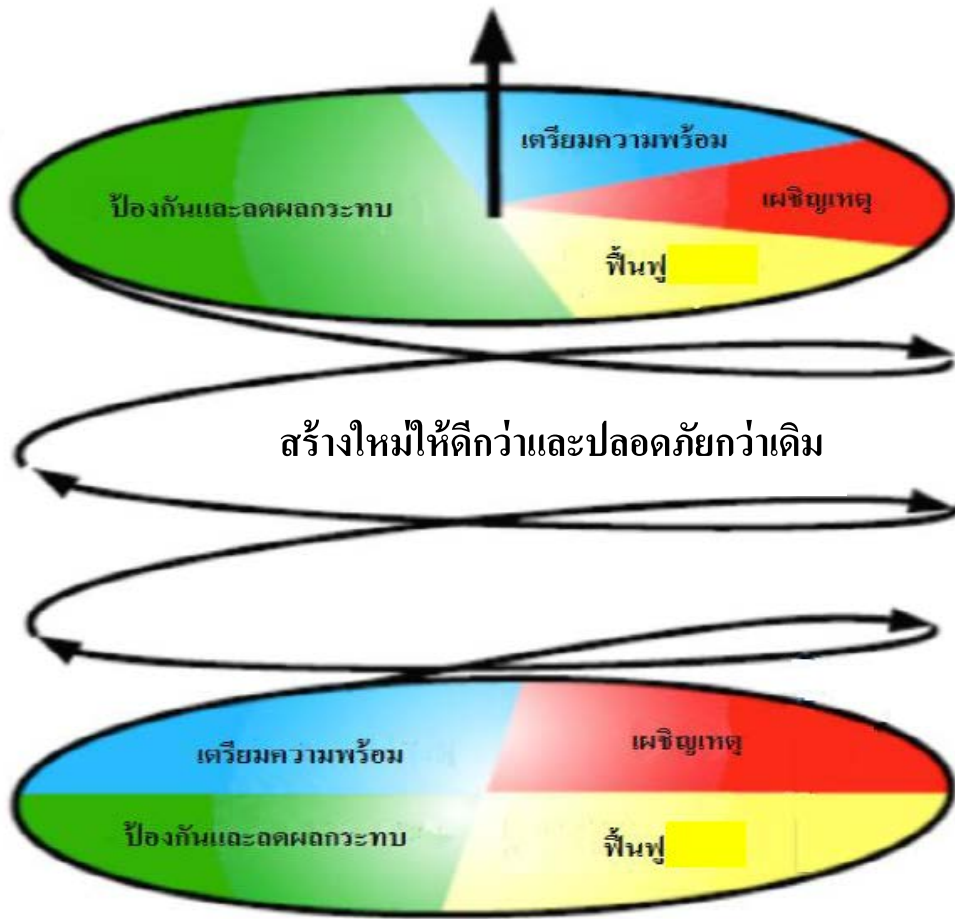 เตรียมความพร้อม
ป้องกันและลดผลกระทบ
เผชิญเหตุ
ฟื้นฟู
สร้างใหม่ให้ดีกว่าและปลอดภัยกว่าเดิม
เตรียมความพร้อม
เผชิญเหตุ
ป้องกันและลดผลกระทบ
ฟื้นฟู